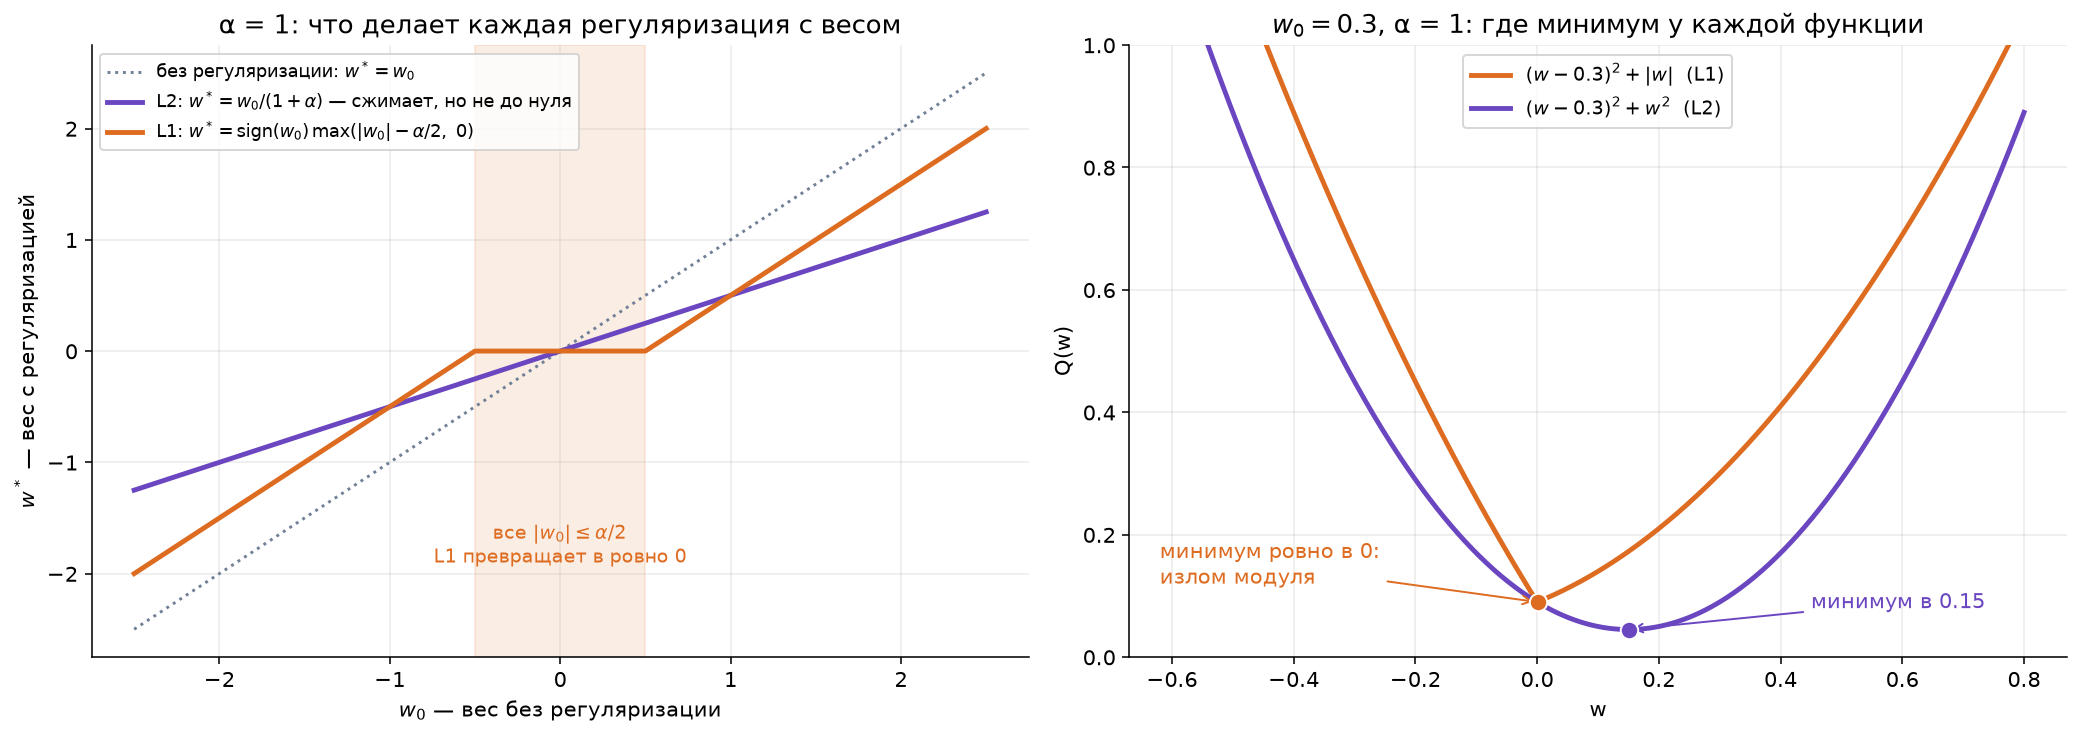 α = 1: что делает каждая регуляризация с весом
без регуляризации: w* = w₀
L2: w* = w₀/(1 + α) — сжимает, но не до нуля
L1: w* = sign(w₀) max(|w₀| − α/2, 0)
2
1
0
−1
−2
w* — вес с регуляризацией
все |w₀| ≤ α/2
L1 превращает в ровно 0
−2 −1 0 1 2
w₀ — вес без регуляризации
w₀ = 0.3, α = 1: где минимум у каждой функции
(w − 0.3)² + |w| (L1)
(w − 0.3)² + w² (L2)
1.0
0.8
0.6
0.4
0.2
0.0
Q(w)
минимум ровно в 0:
излом модуля
минимум в 0.15
−0.6 −0.4 −0.2 0.0 0.2 0.4 0.6 0.8
w